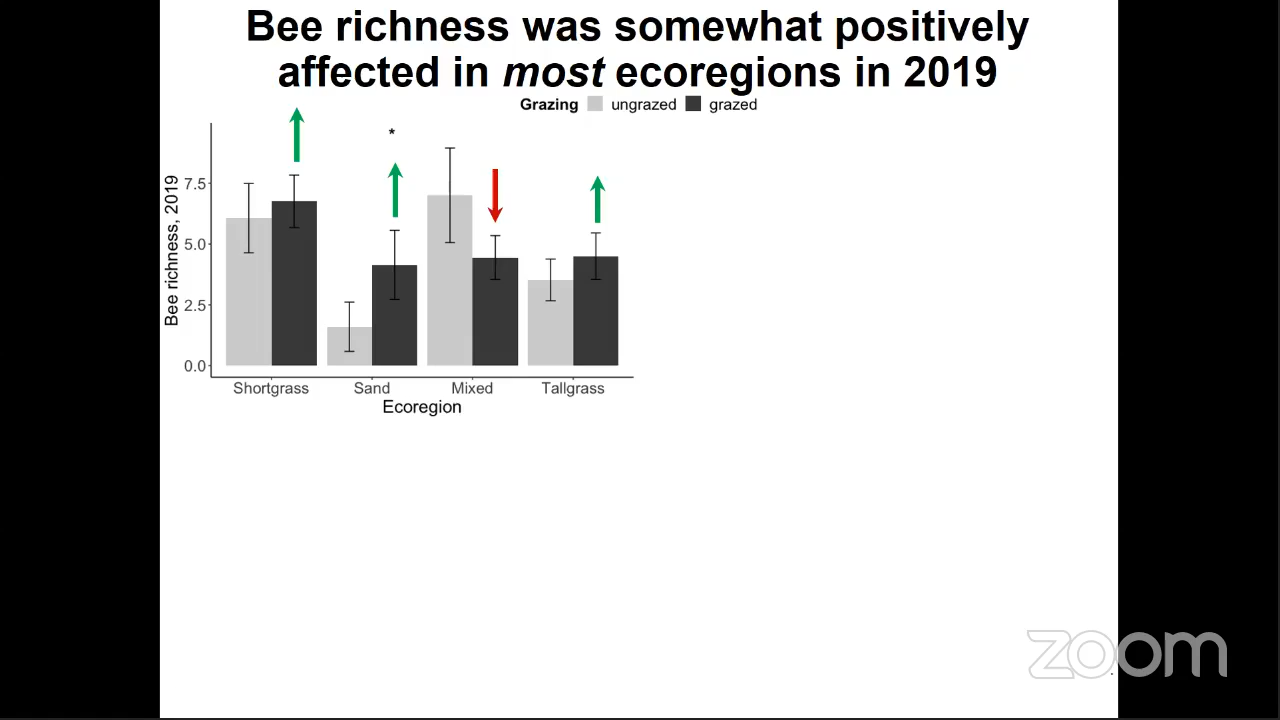 Bee richness was somewhat positively
affected in most ecoregions in 2019
Grazing ungrazed grazed
*
Bee richness, 2019
7.5
5.0
2.5
0.0
Shortgrass Sand Mixed Tallgrass
Ecoregion
zoom